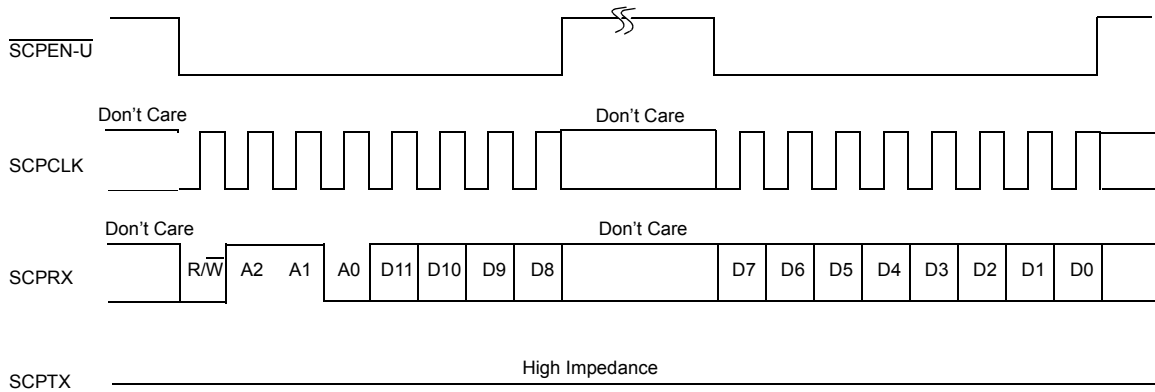 SCPEN-U
Don't Care Don't Care
SCPCLK
Don't Care Don't Care
SCPRX R/W A2 A1 A0 D11 D10 D9 D8 D7 D6 D5 D4 D3 D2 D1 D0
High Impedance
SCPTX